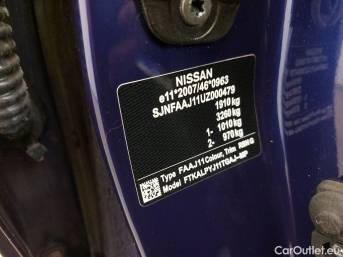 NISSAN
e11*2007/46*0963
SJNFAAJ11UZ000479
1910 kg
3260 kg
1- 1010 kg
2- 970 kg
Type FAAJ11 Colour, Trim
Model FTKALPYJ11TGAJ-MP
CarOutlet.eu